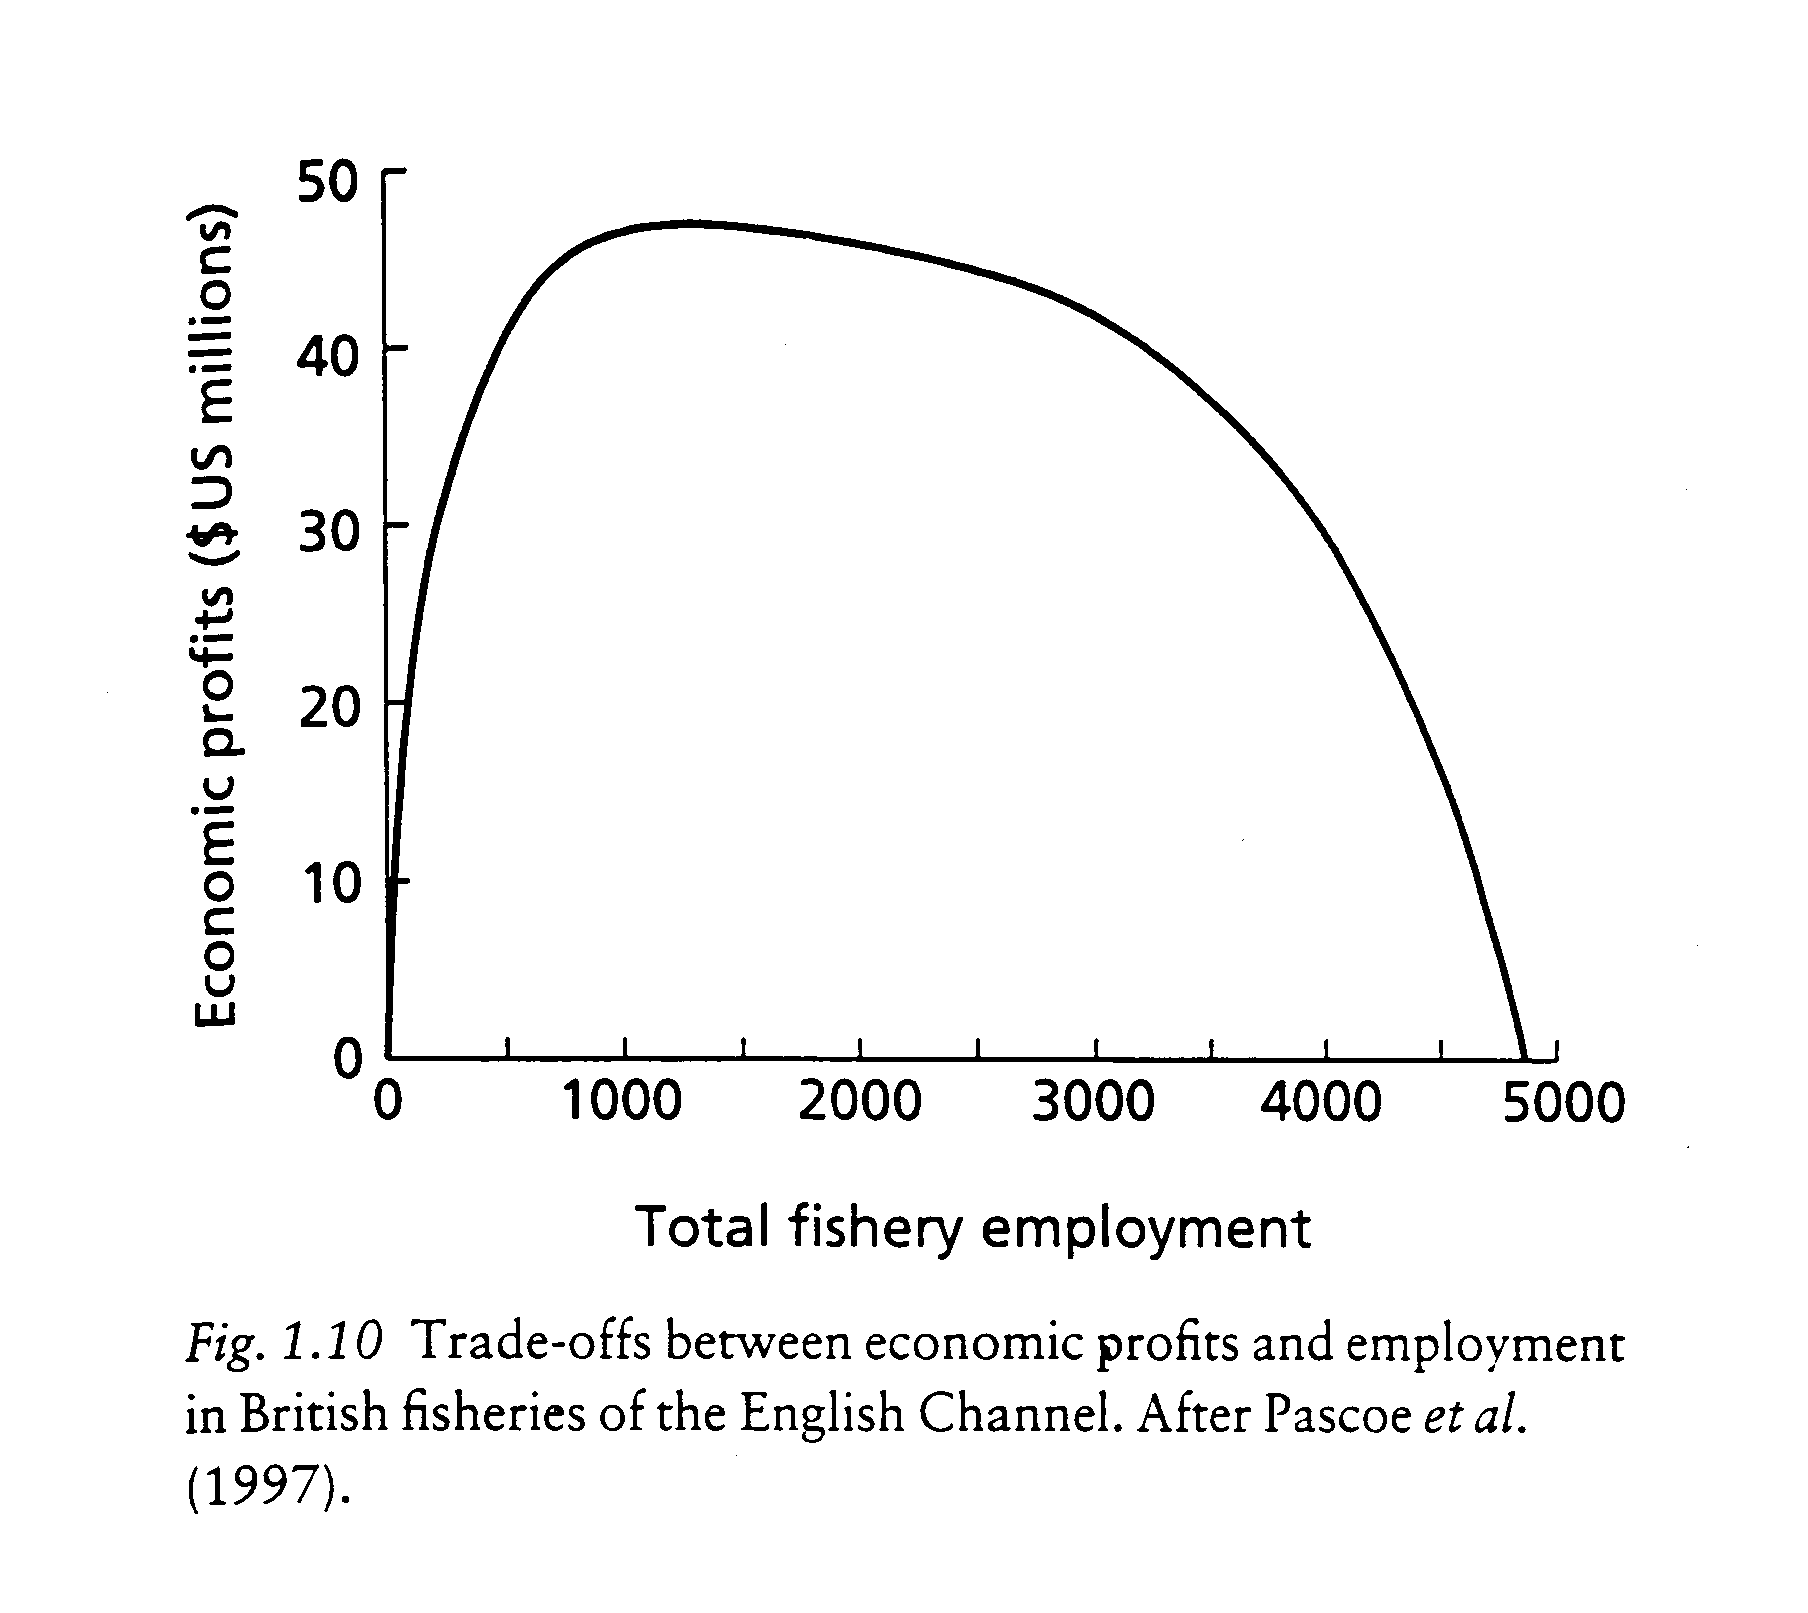 Economic profits ($US millions)
50
40
30
20
10
0
0 1000 2000 3000 4000 5000
Total fishery employment
Fig. 1.10 Trade-offs between economic profits and employment
in British fisheries of the English Channel. After Pascoe et al.
(1997).